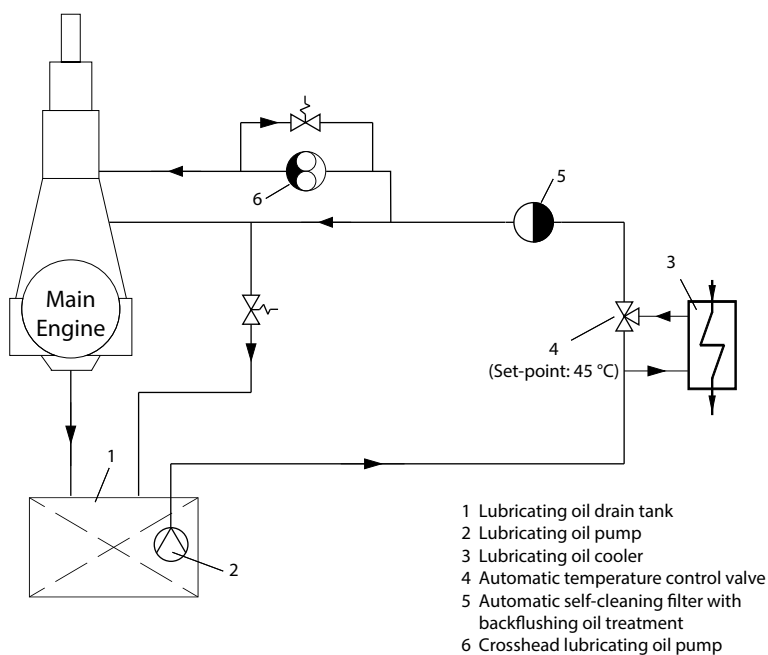 6
5
3
Main
Engine
4
(Set-point: 45 °C)
1
2
1 Lubricating oil drain tank
2 Lubricating oil pump
3 Lubricating oil cooler
4 Automatic temperature control valve
5 Automatic self-cleaning filter with
backflushing oil treatment
6 Crosshead lubricating oil pump